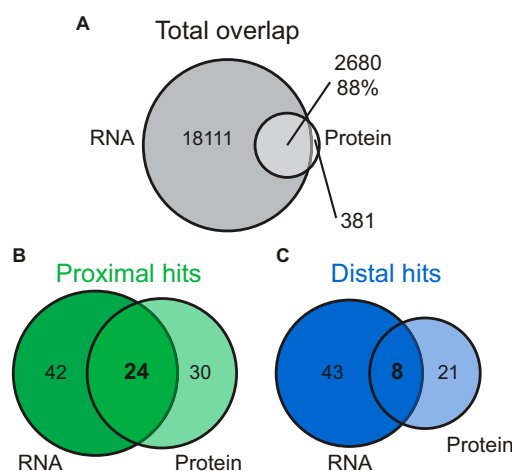 A
Total overlap
2680
88%
RNA
18111
Protein
381
B
Proximal hits
42
24
30
RNA
Protein
C
Distal hits
43
8
21
RNA
Protein